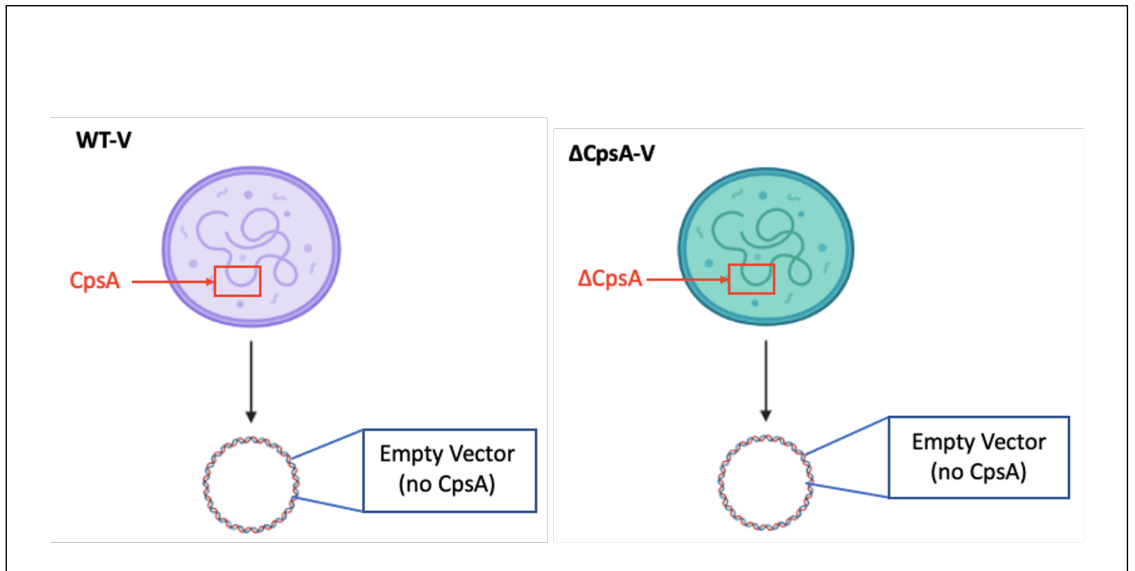 WT-V
CpsA
Empty Vector
(no CpsA)
ΔCpsA-V
ΔCpsA
Empty Vector
(no CpsA)